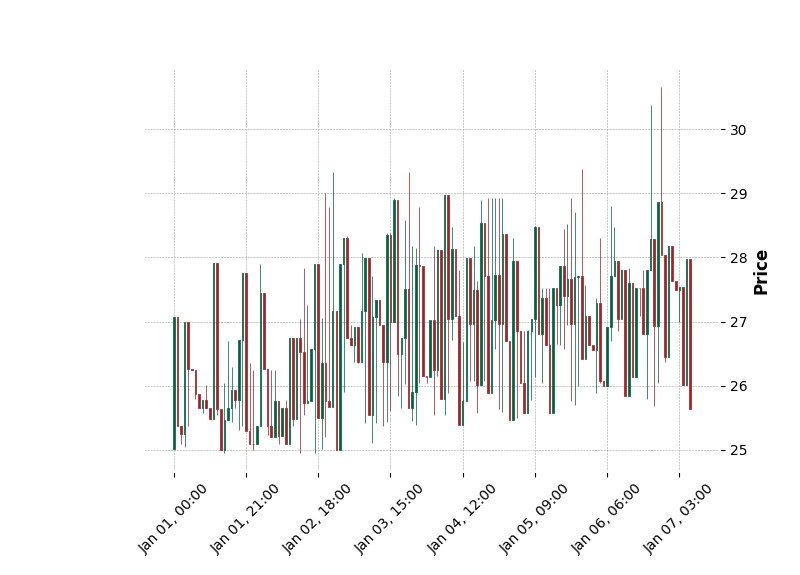 30
29
28
27
26
25
Price
Jan 01, 00:00
Jan 01, 21:00
Jan 02, 18:00
Jan 03, 15:00
Jan 04, 12:00
Jan 05, 09:00
Jan 06, 06:00
Jan 07, 03:00